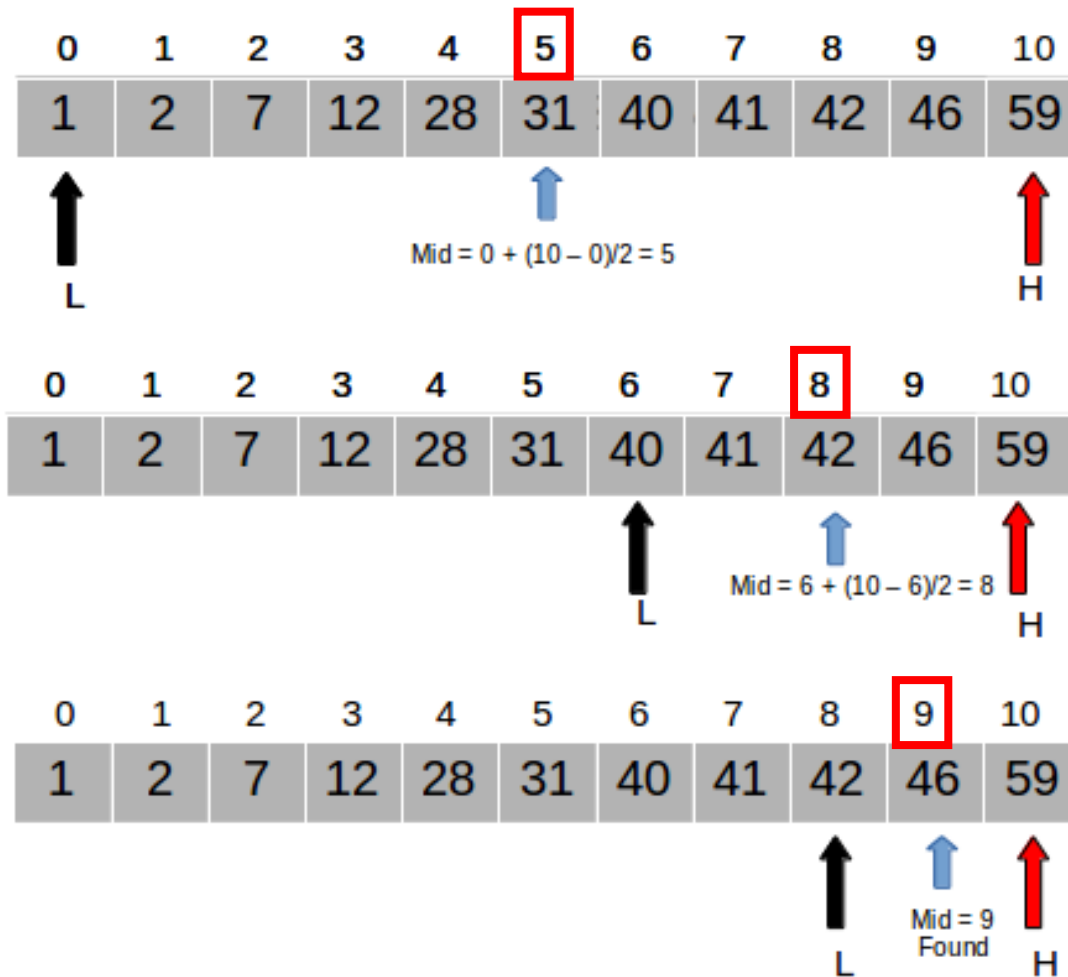 0 1 2 3 4 5 6 7 8 9 10
1 2 7 12 28 31 40 41 42 46 59
Mid = 0 + (10 – 0)/2 = 5
L H
0 1 2 3 4 5 6 7 8 9 10
1 2 7 12 28 31 40 41 42 46 59
Mid = 6 + (10 – 6)/2 = 8
L H
0 1 2 3 4 5 6 7 8 9 10
1 2 7 12 28 31 40 41 42 46 59
Mid = 9
Found
L H